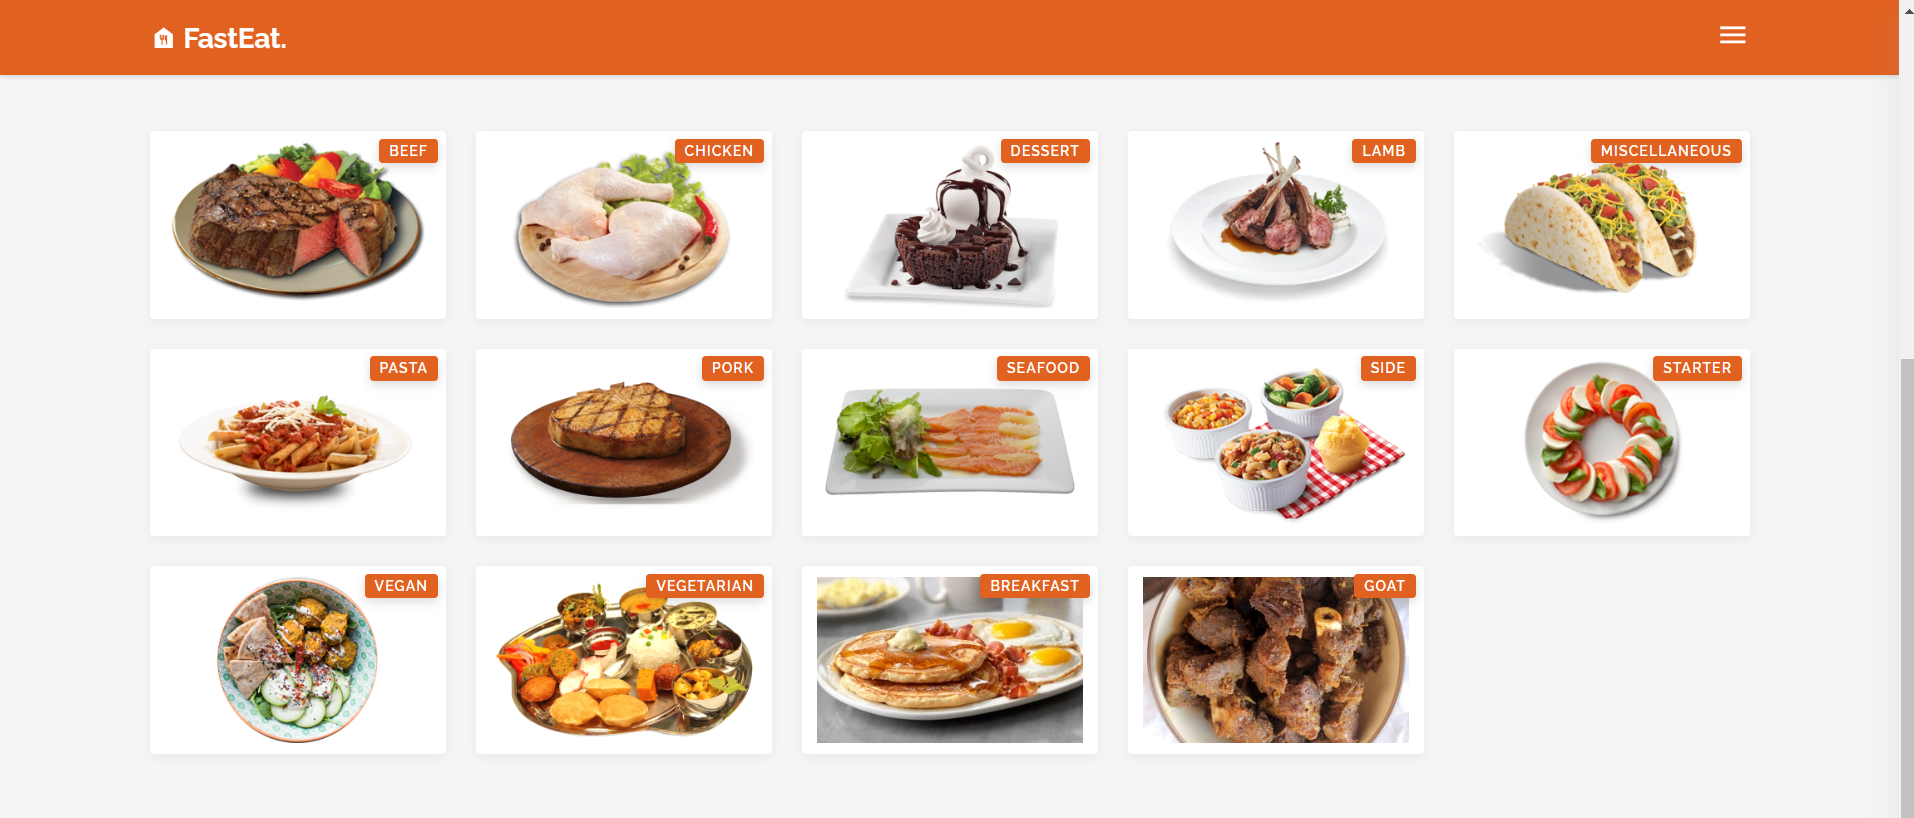 FastEat.
BEEF
CHICKEN
DESSERT
LAMB
MISCELLANEOUS
PASTA
PORK
SEAFOOD
SIDE
STARTER
VEGAN
VEGETARIAN
BREAKFAST
GOAT